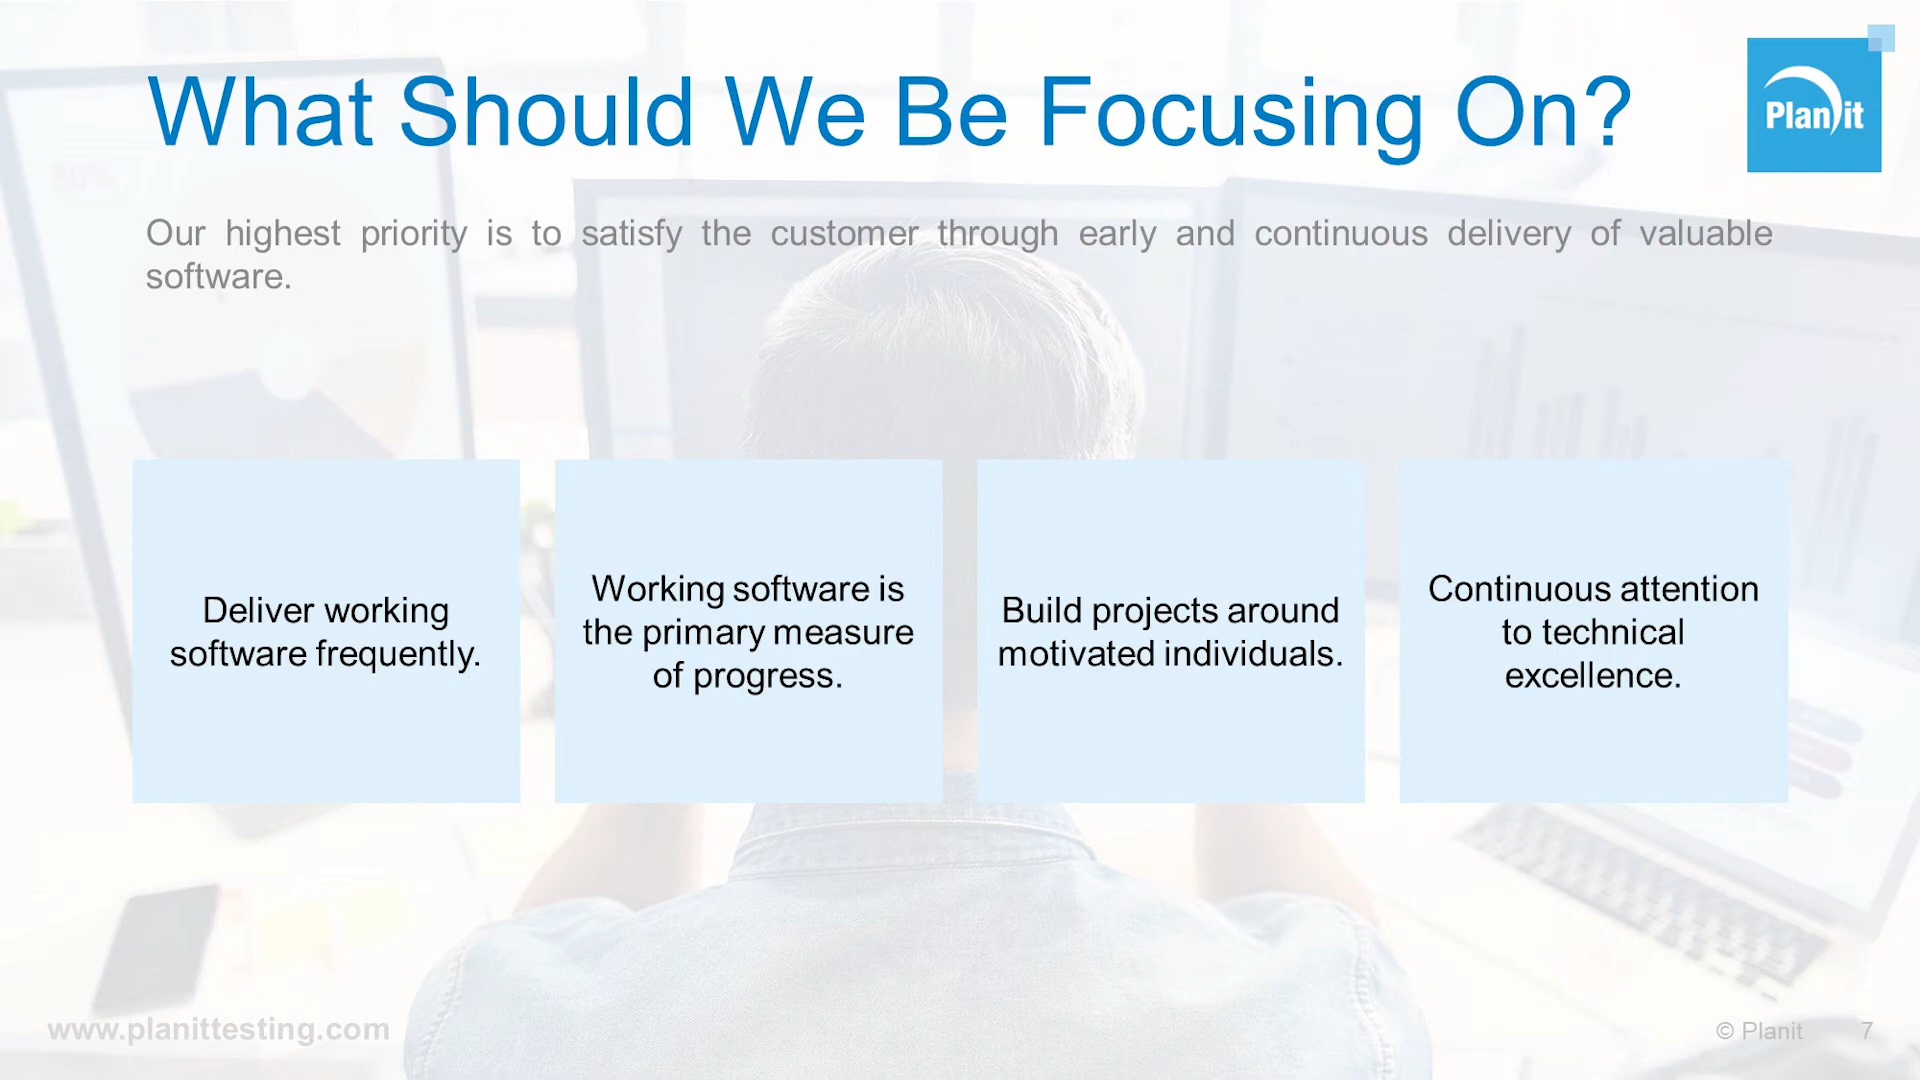 What Should We Be Focusing On?
Planit
Our highest priority is to satisfy the customer through early and continuous delivery of valuable
software.
Deliver working
software frequently.
Working software is
the primary measure
of progress.
Build projects around
motivated individuals.
Continuous attention
to technical
excellence.
www.planittesting.com
© Planit
7